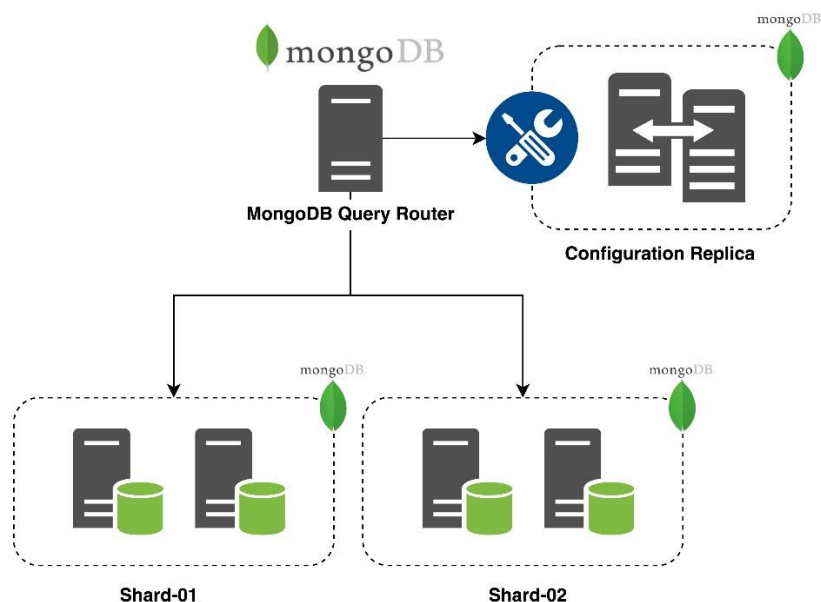 mongoDB
mongoDB
MongoDB Query Router
Configuration Replica
mongoDB.
mongoDB.
Shard-01
Shard-02